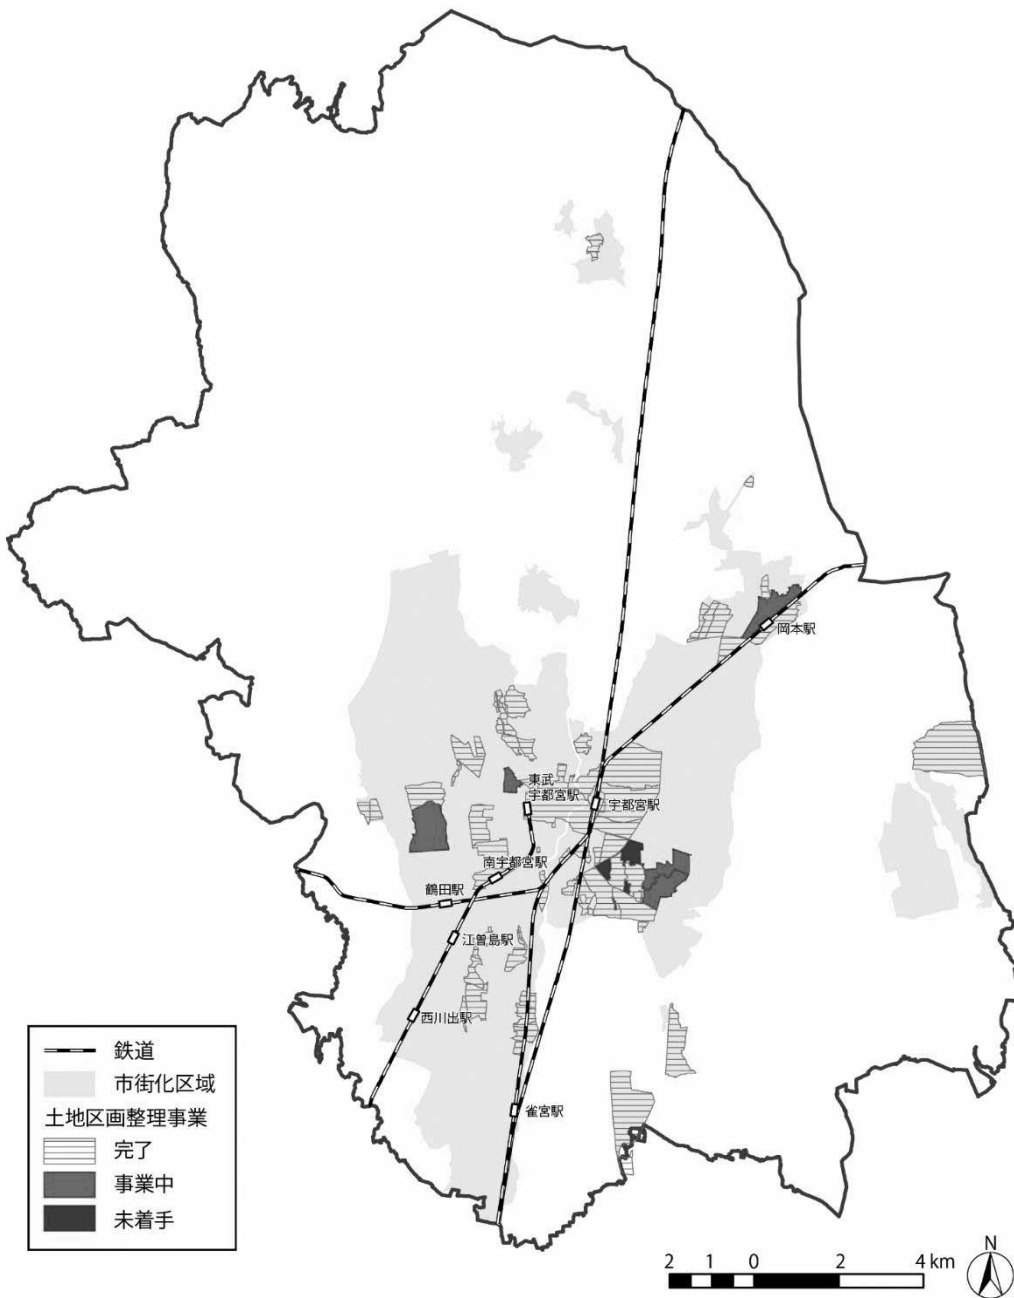 岡本駅
東武
宇都宮駅
宇都宮駅
南宇都宮駅
鶴田駅
江曽島駅
西川出駅
雀宮駅
鉄道
市街化区域
土地区画整理事業
完了
事業中
未着手
2 1 0 2 4 km
N